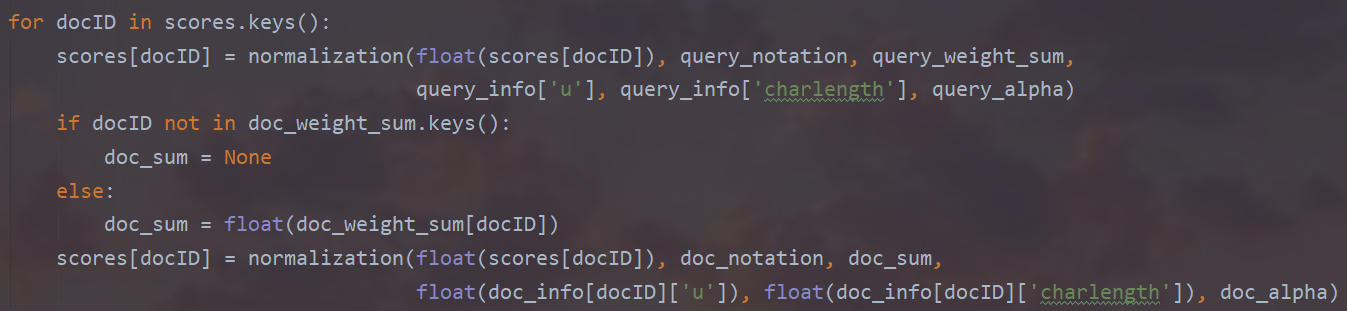 for docID in scores.keys():
    scores[docID] = normalization(float(scores[docID]), query_notation, query_weight_sum,
                                  query_info['u'], query_info['charlength'], query_alpha)
    if docID not in doc_weight_sum.keys():
        doc_sum = None
    else:
        doc_sum = float(doc_weight_sum[docID])
    scores[docID] = normalization(float(scores[docID]), doc_notation, doc_sum,
                                  float(doc_info[docID]['u']), float(doc_info[docID]['charlength']), doc_alpha)